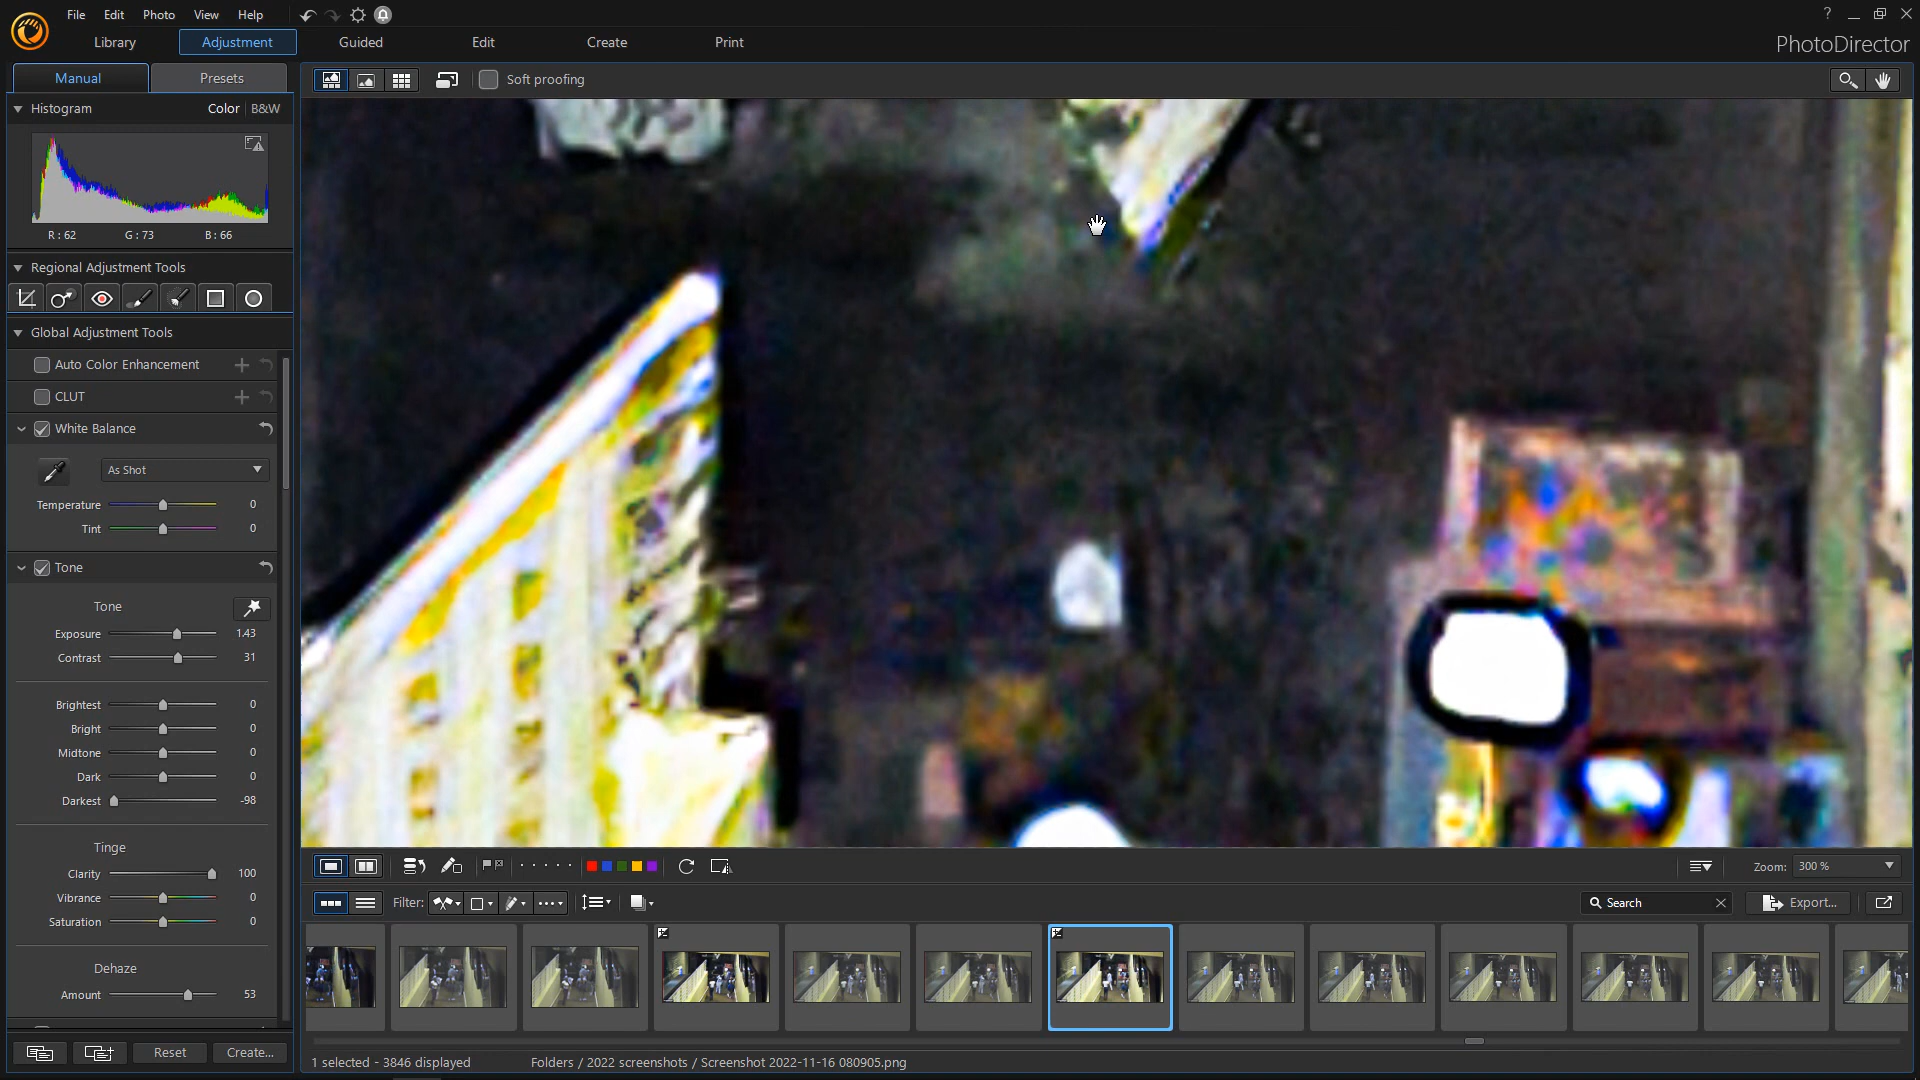 File Edit Photo View Help
?
Library Adjustment Guided Edit Create Print
PhotoDirector
Manual Presets
Soft proofing
Histogram Color | B&W
R : 62 G : 73 B : 66
Regional Adjustment Tools
Global Adjustment Tools
Auto Color Enhancement
CLUT
White Balance
As Shot
Temperature 0
Tint 0
Tone
Tone
Exposure 1.43
Contrast 31
Brightest 0
Bright 0
Midtone 0
Dark 0
Darkest -98
Tinge
Clarity 100
Vibrance 0
Saturation 0
Dehaze
Amount 53
Reset Create...
Zoom: 300 %
Filter: Search Export...
1 selected - 3846 displayed Folders / 2022 screenshots / Screenshot 2022-11-16 080905.png